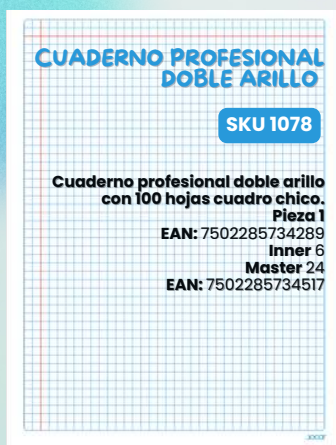 CUADERNO PROFESIONAL
DOBLE ARILLO
SKU 1078
Cuaderno profesional doble arillo
con 100 hojas cuadro chico.
Pieza 1
EAN: 7502285734289
Inner 6
Master 24
EAN: 7502285734517